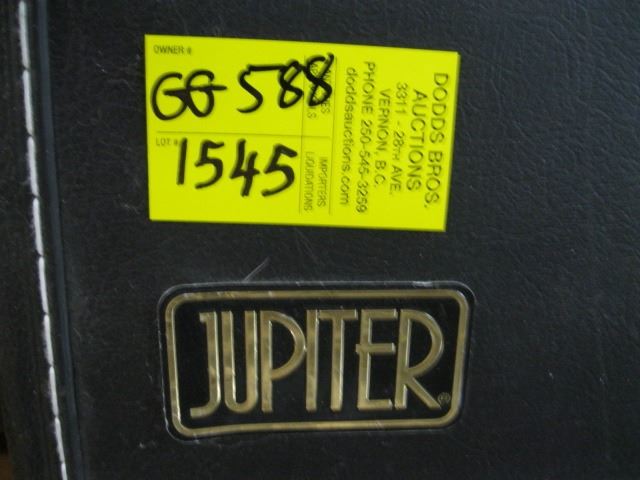 OWNER #
GG-588
LOT #
1545
IMPORTERS
LIQUIDATIONS
DODDS BROS.
AUCTIONS
3311 - 28TH AVE.
VERNON, B.C.
PHONE 250-545-3259
doddsauctions.com
JUPITER®